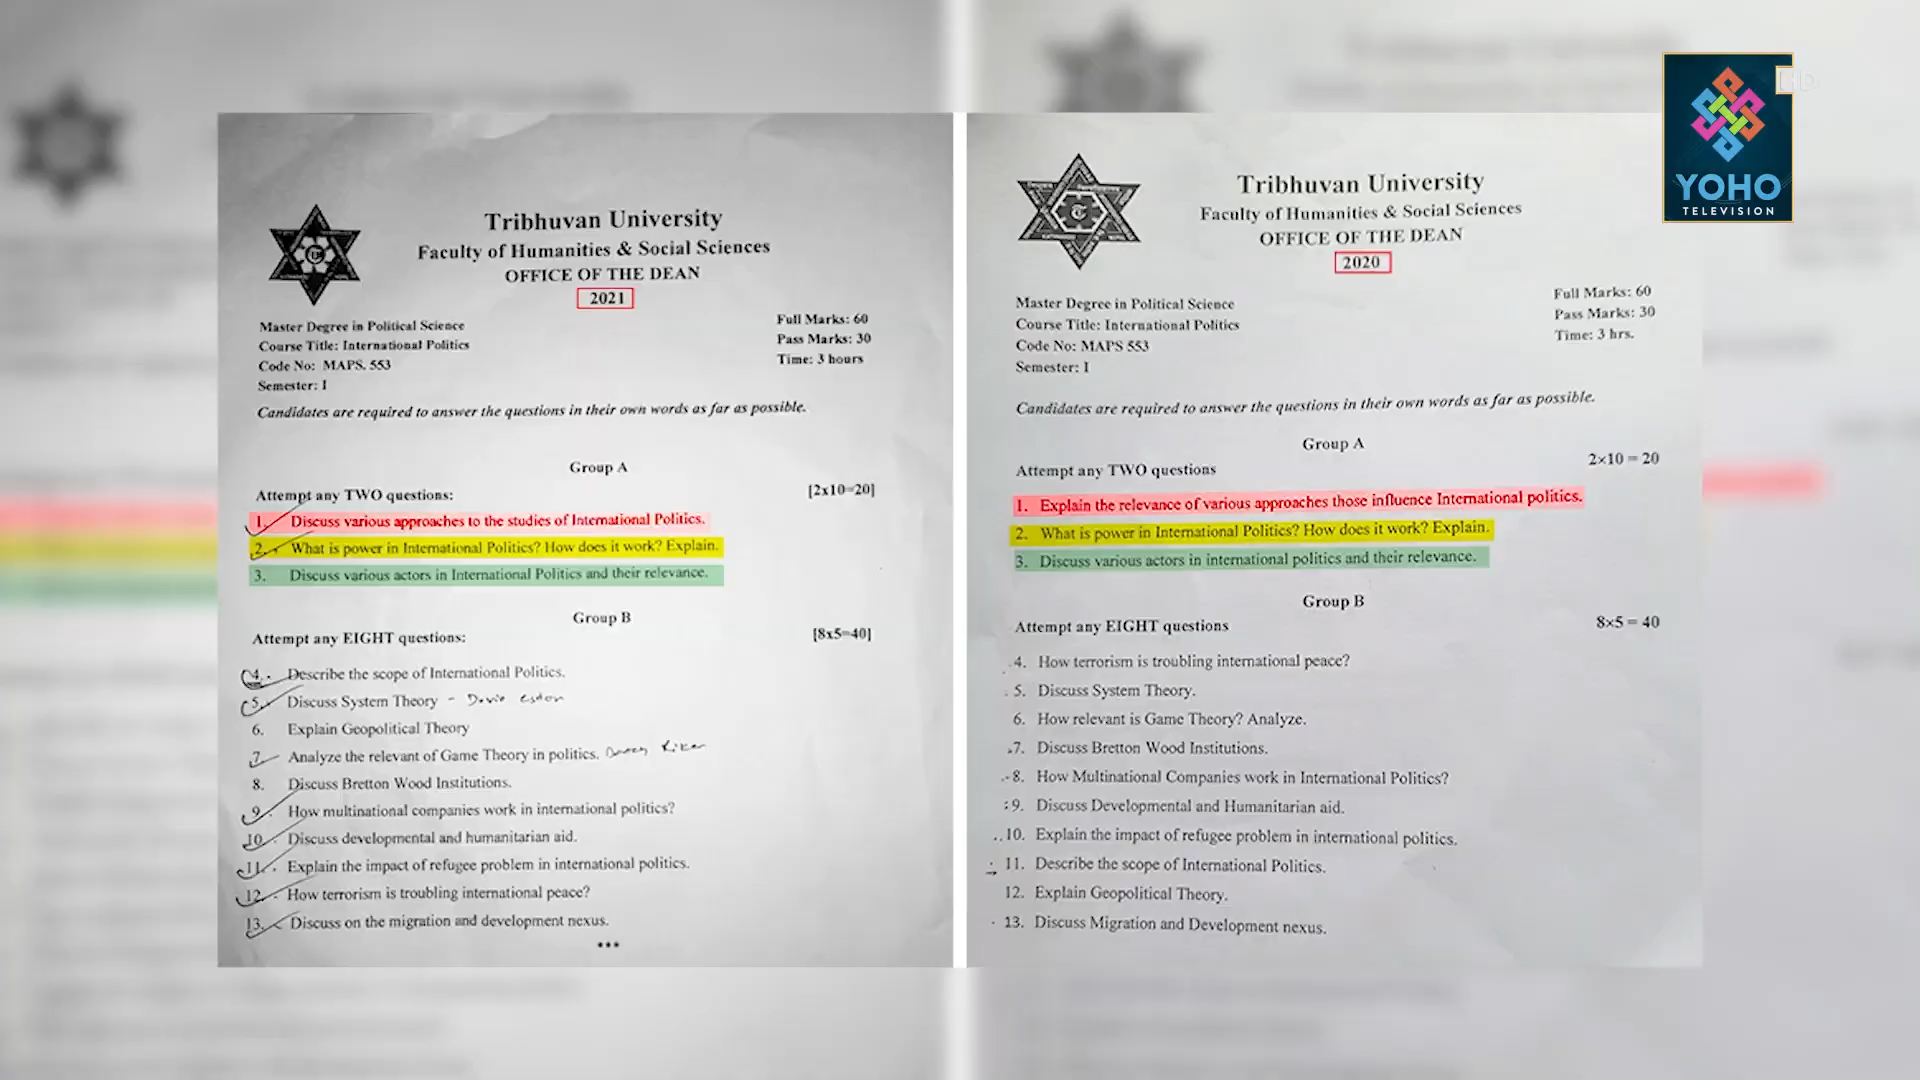 Tribhuvan University
Faculty of Humanities & Social Sciences
OFFICE OF THE DEAN
2021
Master Degree in Political Science
Course Title: International Politics
Code No: MAPS. 553
Semester: I
Full Marks: 60
Pass Marks: 30
Time: 3 hours
Candidates are required to answer the questions in their own words as far as possible.
Group A
Attempt any TWO questions: [2x10=20]
1. Discuss various approaches to the studies of International Politics.
2. What is power in International Politics? How does it work? Explain.
3. Discuss various actors in International Politics and their relevance.
Group B
Attempt any EIGHT questions: [8x5=40]
4. Describe the scope of International Politics.
5. Discuss System Theory -
6. Explain Geopolitical Theory
7. Analyze the relevant of Game Theory in politics.
8. Discuss Bretton Wood Institutions.
9. How multinational companies work in international politics?
10. Discuss developmental and humanitarian aid.
11. Explain the impact of refugee problem in international politics.
12. How terrorism is troubling international peace?
13. Discuss on the migration and development nexus.
***
Tribhuvan University
Faculty of Humanities & Social Sciences
OFFICE OF THE DEAN
2020
Master Degree in Political Science
Course Title: International Politics
Code No: MAPS 553
Semester: I
Full Marks: 60
Pass Marks: 30
Time: 3 hrs.
Candidates are required to answer the questions in their own words as far as possible.
Group A
Attempt any TWO questions 2×10 = 20
1. Explain the relevance of various approaches those influence International politics.
2. What is power in International Politics? How does it work? Explain.
3. Discuss various actors in international politics and their relevance.
Group B
Attempt any EIGHT questions 8×5 = 40
4. How terrorism is troubling international peace?
5. Discuss System Theory.
6. How relevant is Game Theory? Analyze.
7. Discuss Bretton Wood Institutions.
8. How Multinational Companies work in International Politics?
9. Discuss Developmental and Humanitarian aid.
10. Explain the impact of refugee problem in international politics.
11. Describe the scope of International Politics.
12. Explain Geopolitical Theory.
13. Discuss Migration and Development nexus.
YOHO
TELEVISION
HD